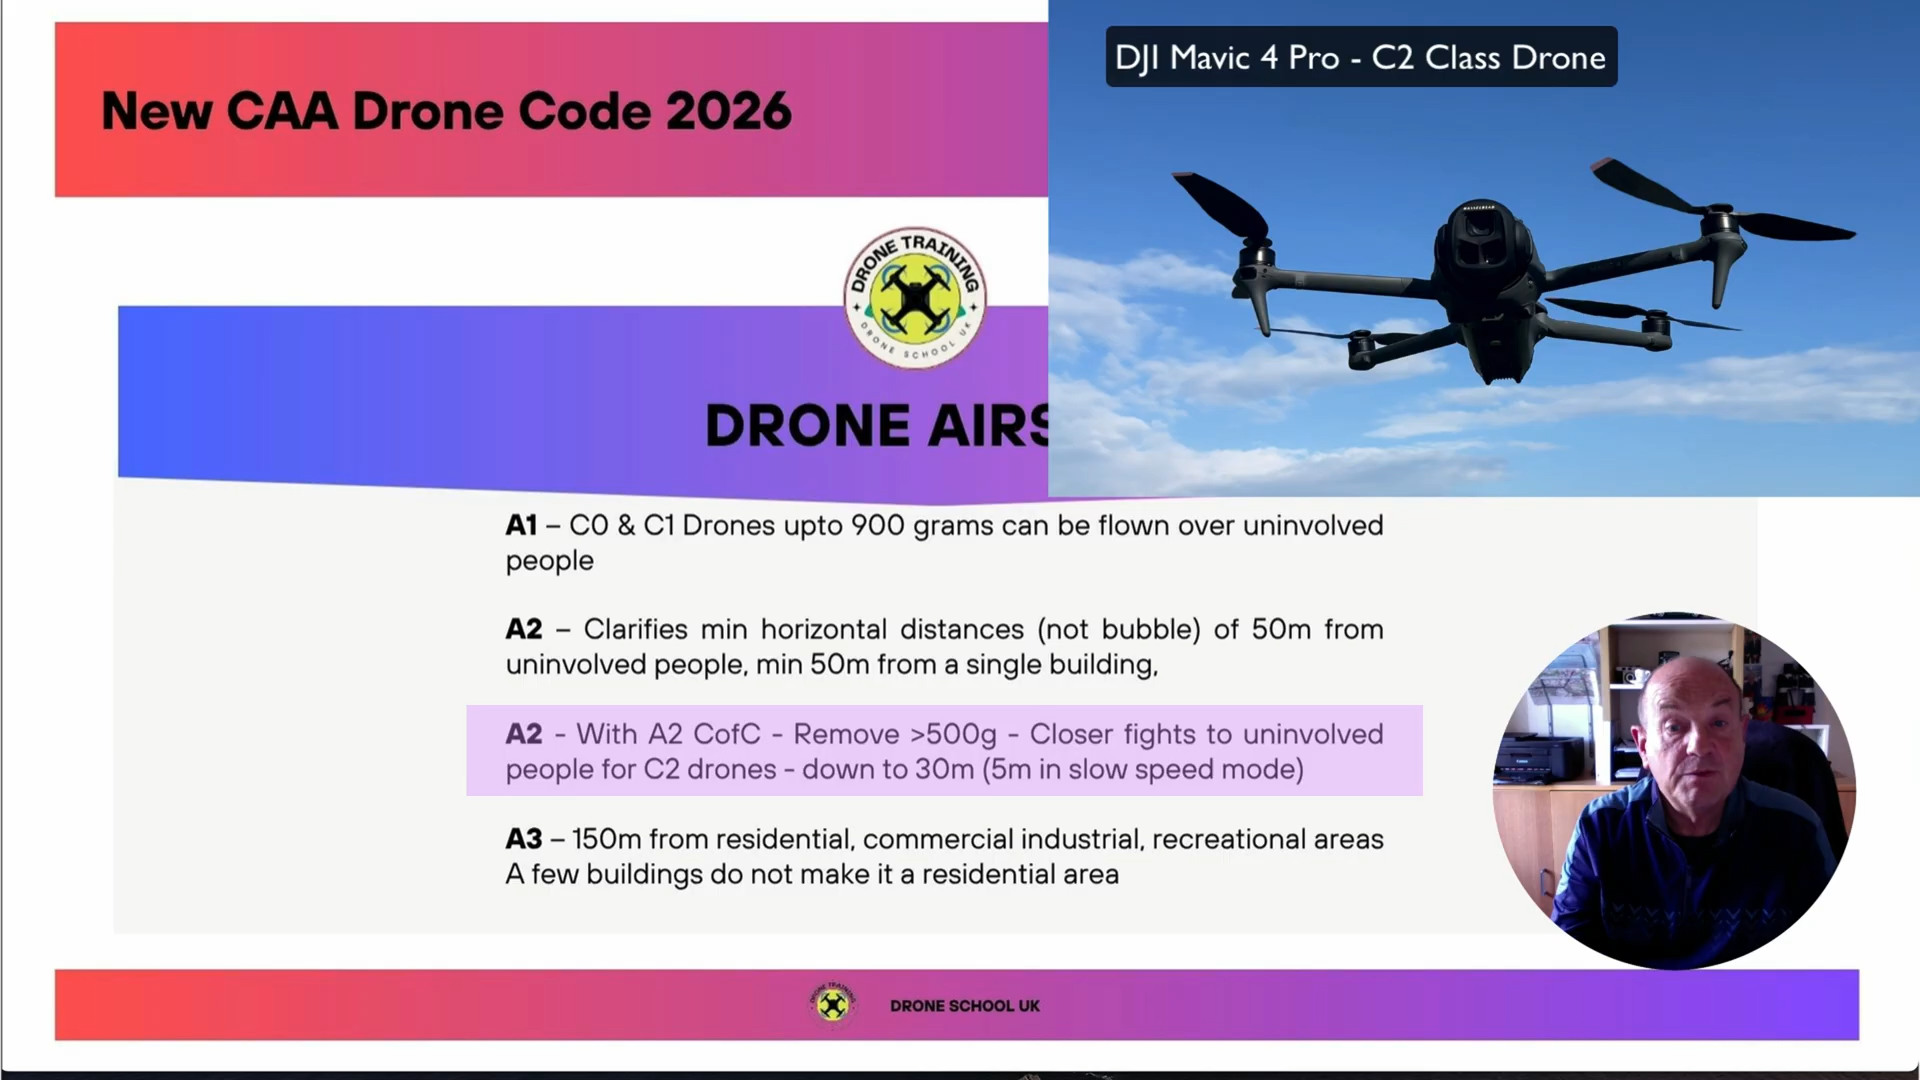 New CAA Drone Code 2026
DJI Mavic 4 Pro - C2 Class Drone
DRONE TRAINING
DRONE SCHOOL UK
DRONE AIRS
A1 – C0 & C1 Drones upto 900 grams can be flown over uninvolved
people
A2 – Clarifies min horizontal distances (not bubble) of 50m from
uninvolved people, min 50m from a single building,
A2 - With A2 CofC - Remove >500g - Closer fights to uninvolved
people for C2 drones - down to 30m (5m in slow speed mode)
A3 – 150m from residential, commercial industrial, recreational areas
A few buildings do not make it a residential area
DRONE TRAINING
DRONE SCHOOL UK